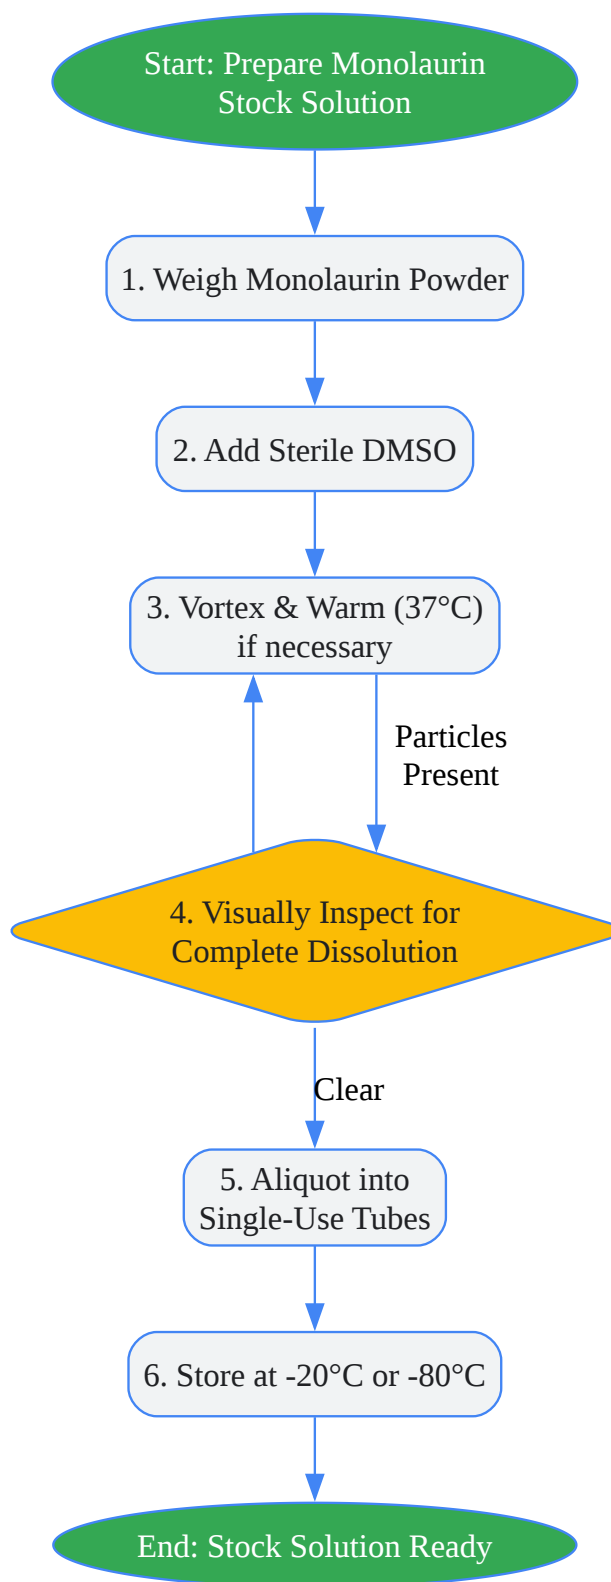 Start: Prepare Monolaurin
Stock Solution
1. Weigh Monolaurin Powder
2. Add Sterile DMSO
3. Vortex & Warm (37°C)
if necessary
Particles
Present
4. Visually Inspect for
Complete Dissolution
Clear
5. Aliquot into
Single-Use Tubes
6. Store at -20°C or -80°C
End: Stock Solution Ready